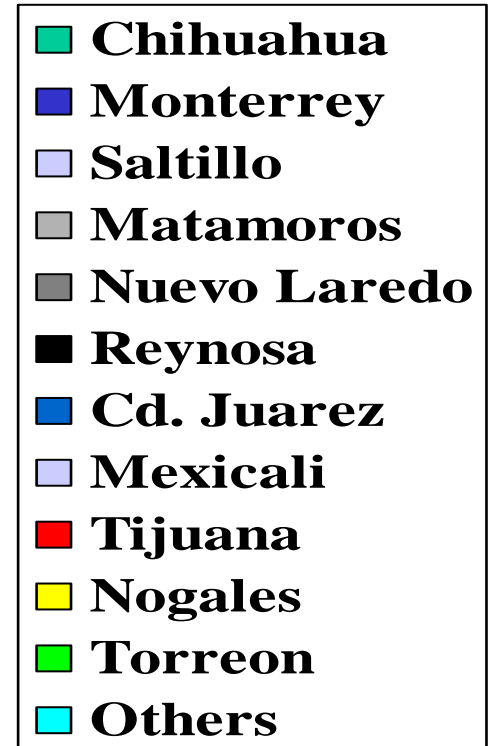 Chihuahua
Monterrey
Saltillo
Matamoros
Nuevo Laredo
Reynosa
Cd. Juarez
Mexicali
Tijuana
Nogales
Torreon
Others